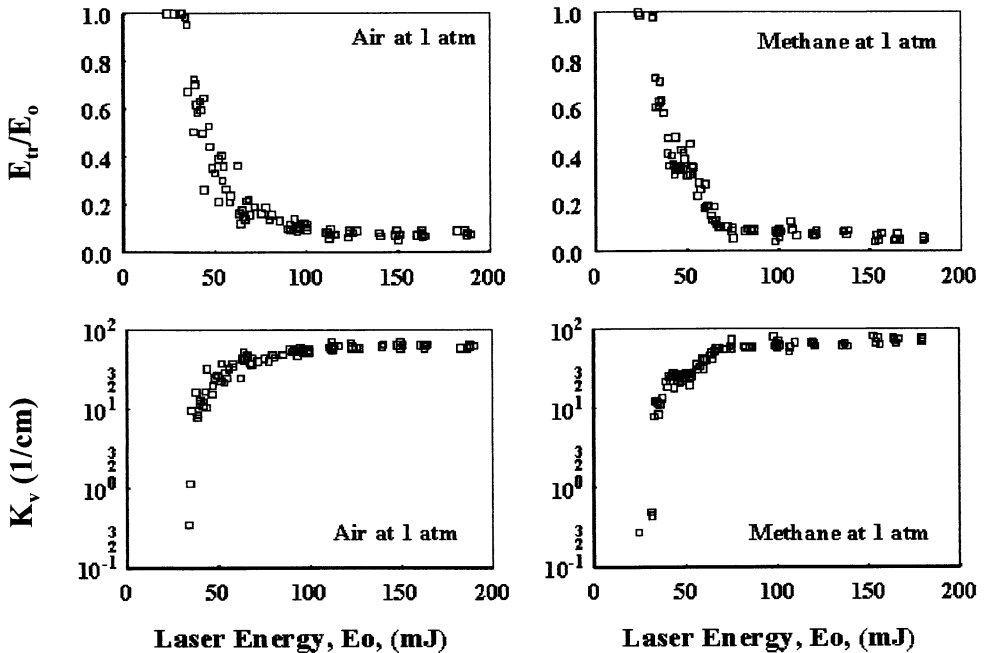 E_tr/E_o
1.0
0.8
0.6
0.4
0.2
0.0
Air at 1 atm
0 50 100 150 200
1.0
0.8
0.6
0.4
0.2
0.0
Methane at 1 atm
0 50 100 150 200
K_v (1/cm)
10^2
10^1
3
2
10^0
3
2
10^-1
Air at 1 atm
0 50 100 150 200
Laser Energy, Eo, (mJ)
10^2
3
2
10^1
3
2
10^0
3
2
10^-1
Methane at 1 atm
0 50 100 150 200
Laser Energy, Eo, (mJ)